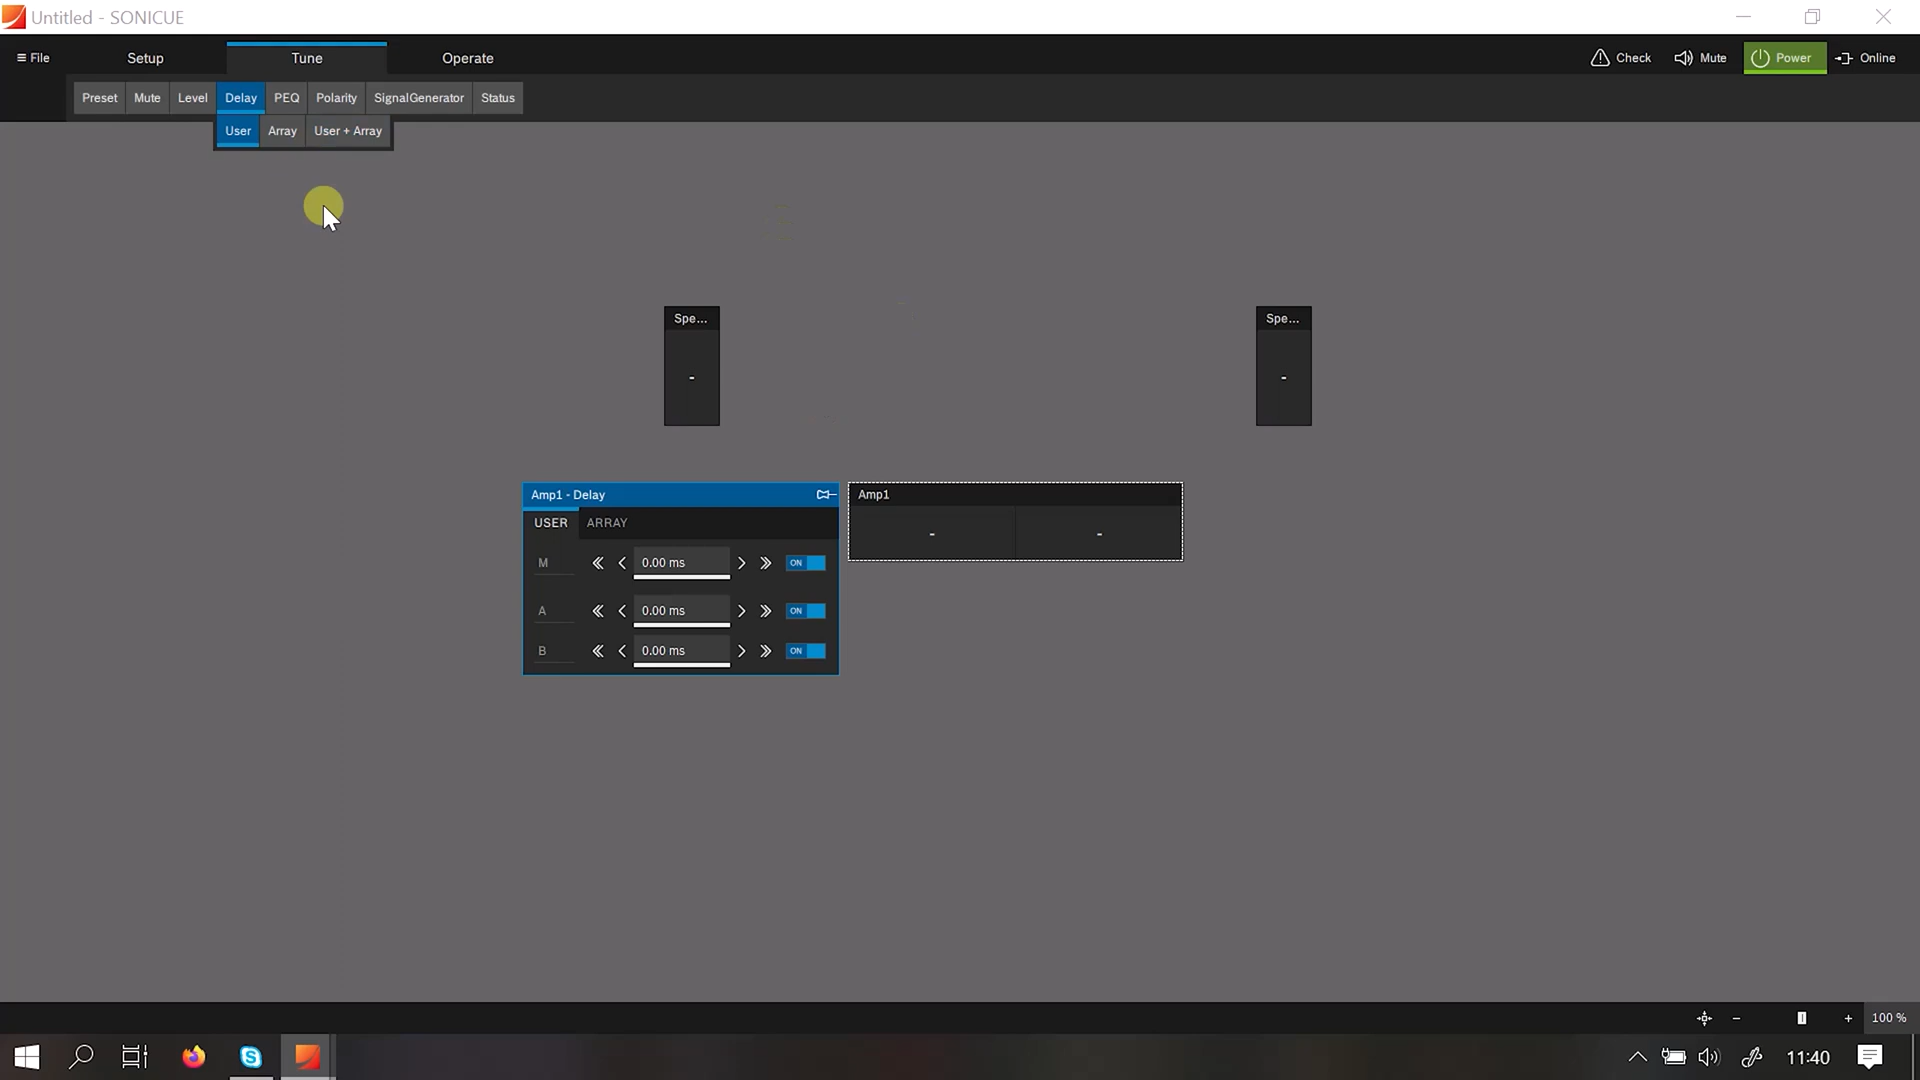 Untitled - SONICUE
≡ File Setup Tune Operate Check Mute Power Online
Preset Mute Level Delay PEQ Polarity SignalGenerator Status
User Array User + Array
Spe... Spe...
- -
Amp1 - Delay Amp1
USER ARRAY
- -
M 0.00 ms ON
A 0.00 ms ON
B 0.00 ms ON
- + 100 %
11:40